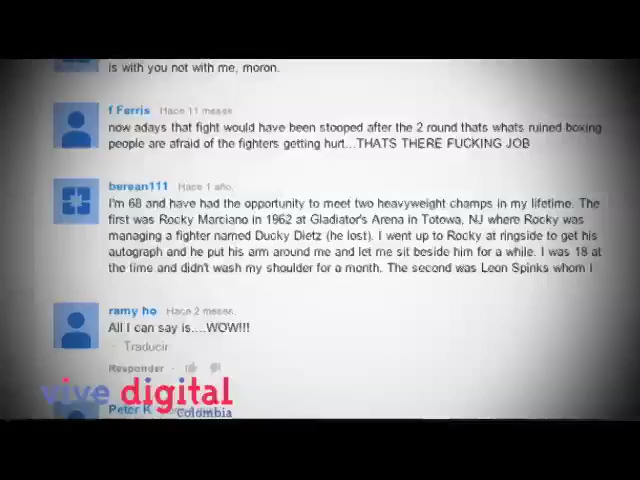 is with you not with me, moron.
f Ferris Hace 11 meses
now adays that fight would have been stooped after the 2 round thats whats ruined boxing
people are afraid of the fighters getting hurt...THATS THERE FUCKING JOB
berean111 Hace 1 año.
I'm 68 and have had the opportunity to meet two heavyweight champs in my lifetime. The
first was Rocky Marciano in 1962 at Gladiator's Arena in Totowa, NJ where Rocky was
managing a fighter named Ducky Dietz (he lost). I went up to Rocky at ringside to get his
autograph and he put his arm around me and let me sit beside him for a while. I was 18 at
the time and didn't wash my shoulder for a month. The second was Leon Spinks whom I
ramy ho Hace 2 meses.
All I can say is....WOW!!!
Traducir
Responder
vive digital
Peter K
Colombia